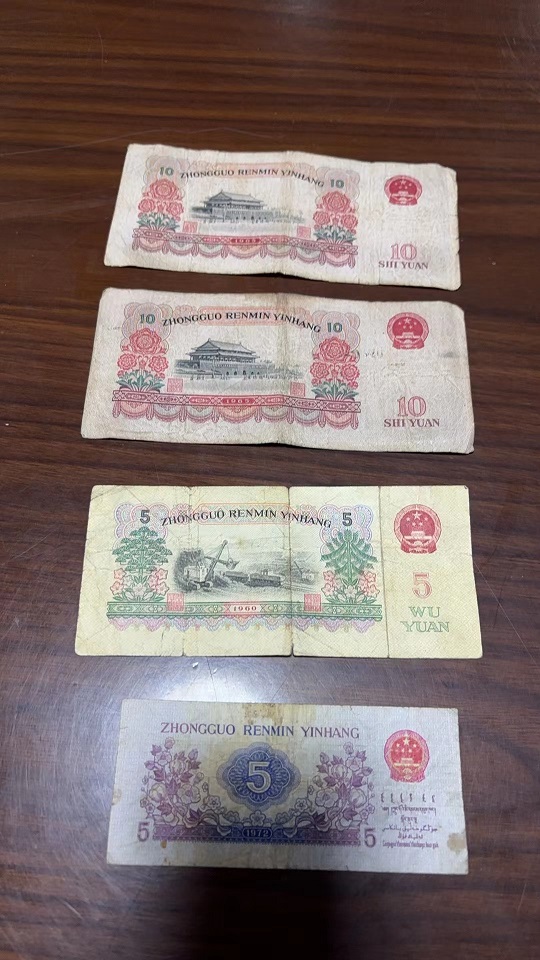 10 ZHONGGUO RENMIN YINHANG 10
1965
10
SHI YUAN
10 ZHONGGUO RENMIN YINHANG 10
1965
10
SHI YUAN
5 ZHONGGUO RENMIN YINHANG 5
1960
5
WU
YUAN
ZHONGGUO RENMIN YINHANG
5
5 1972 5